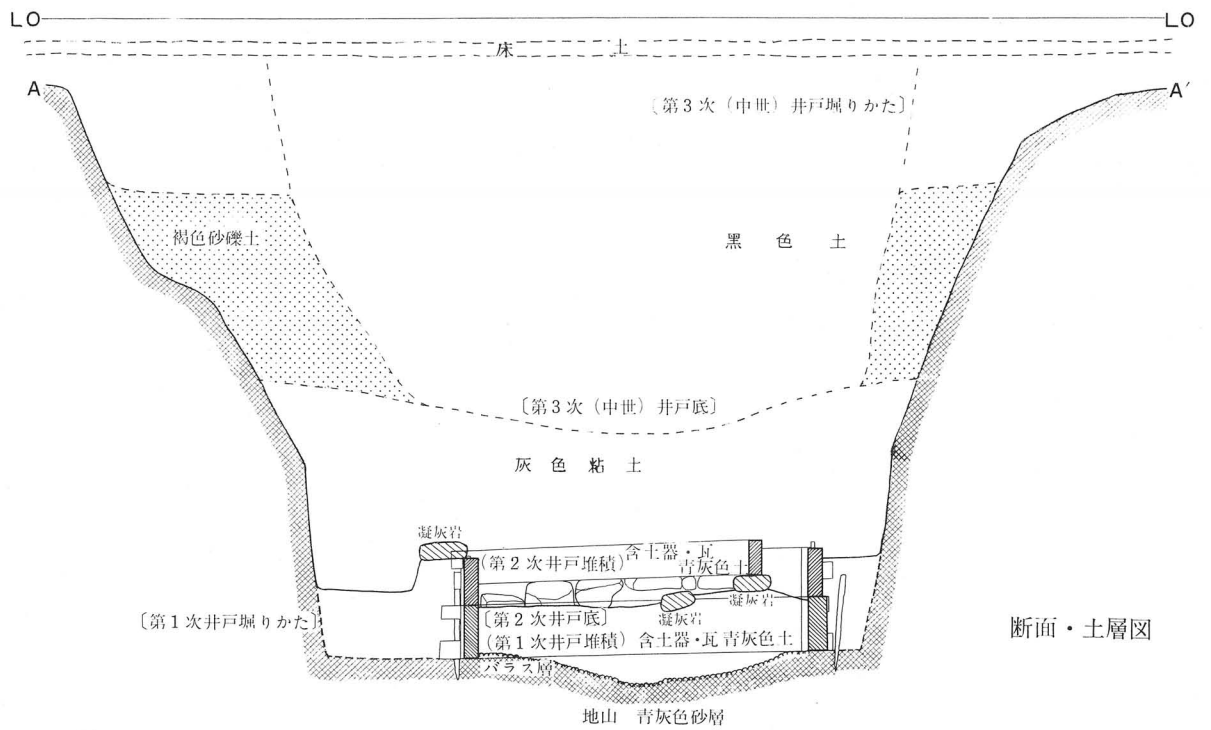 LO
LO
床土
A
A′
〔第3次(中世)井戸堀りかた〕
褐色砂礫土
黒色土
〔第3次(中世)井戸底〕
灰色粘土
凝灰岩
(第2次井戸堆積)
含土器・瓦
青灰色土
凝灰岩
凝灰岩
〔第1次井戸堀りかた〕
〔第2次井戸底〕
(第1次井戸堆積)含土器・瓦青灰色土
バラス層
断面・土層図
地山 青灰色砂層